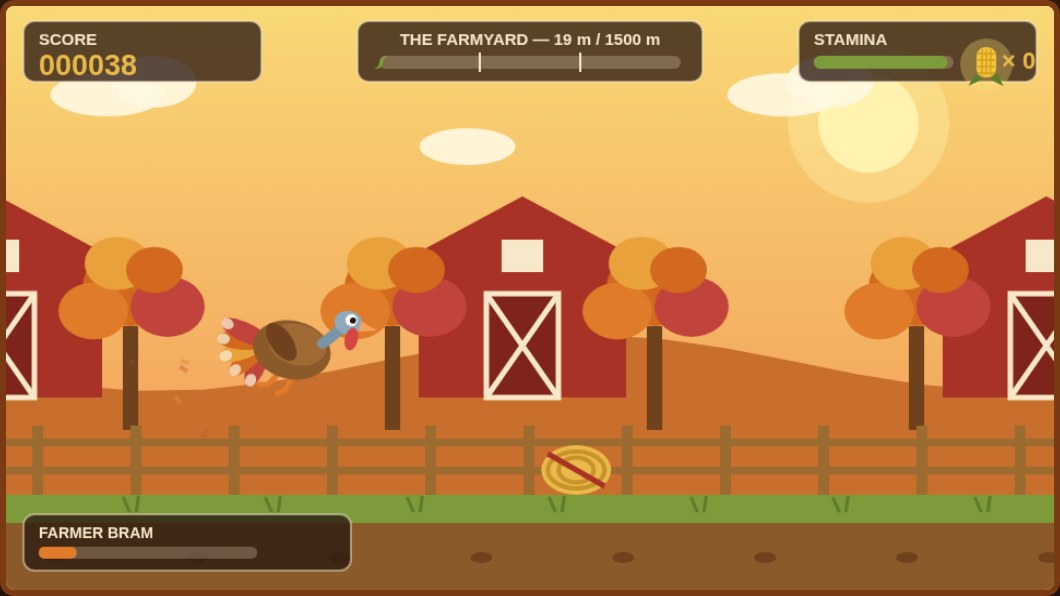 SCORE
000038
THE FARMYARD — 19 m / 1500 m
STAMINA
× 0
FARMER BRAM